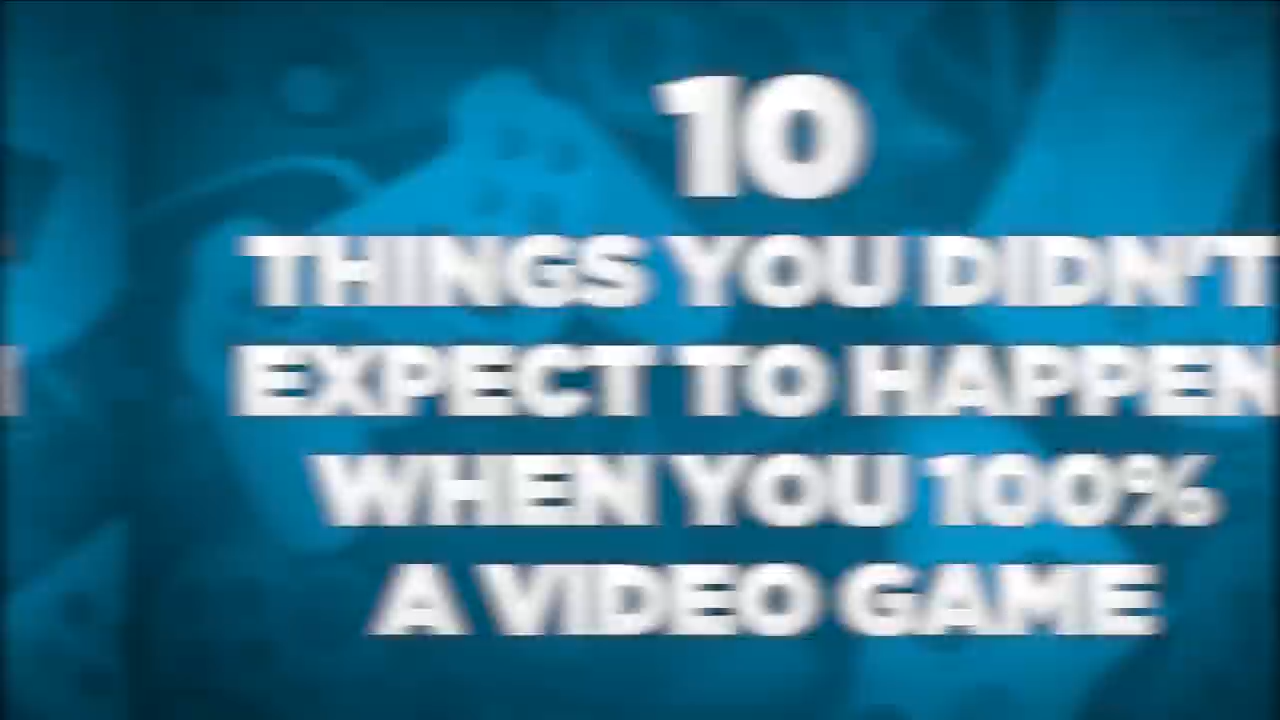 10
THINGS YOU DIDN'T
EXPECT TO HAPPEN
WHEN YOU 100%
A VIDEO GAME